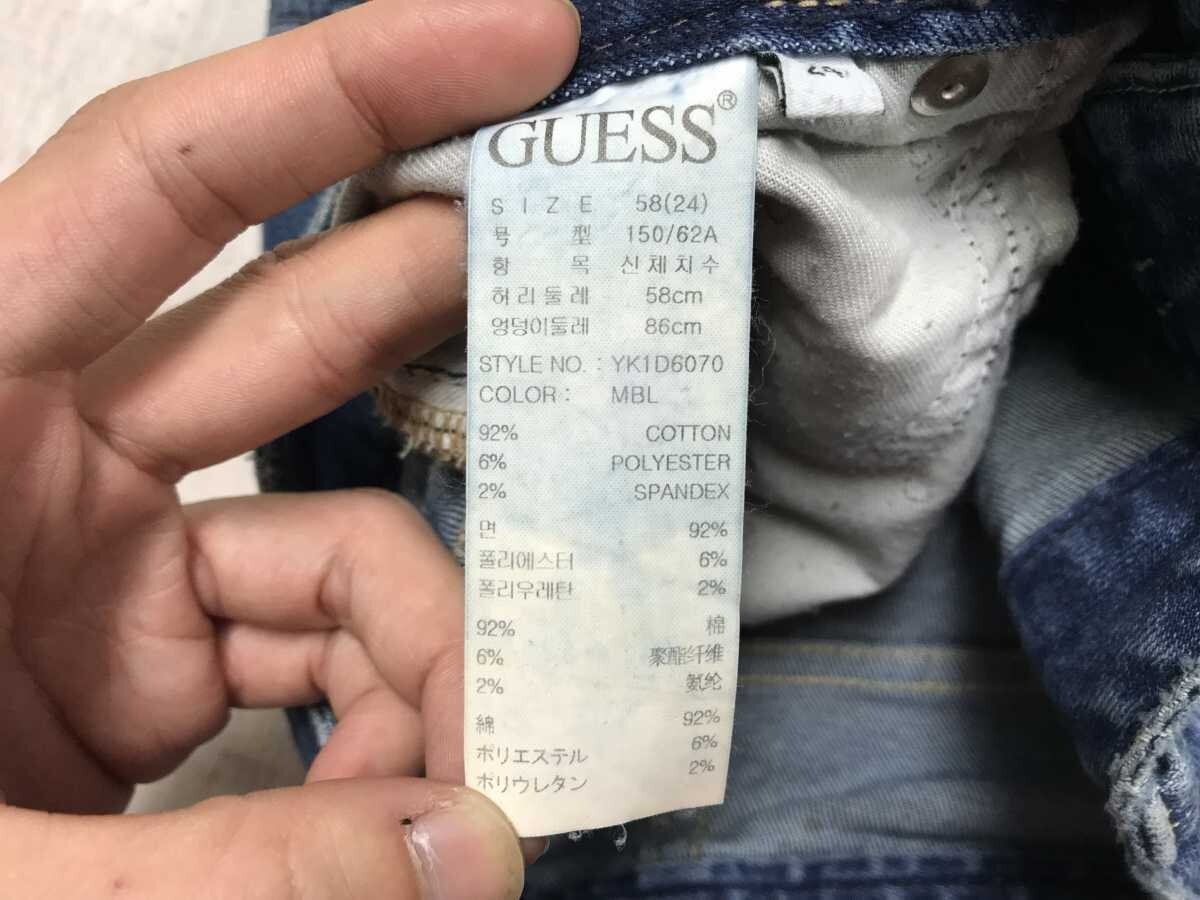 GUESS®
SIZE 58(24)
号型 150/62A
항목 신체치수
허리둘레 58cm
엉덩이둘레 86cm
STYLE NO. : YK1D6070
COLOR : MBL
92% COTTON
6% POLYESTER
2% SPANDEX
면 92%
폴리에스터 6%
폴리우레탄 2%
92% 棉
6% 聚酯纤维
2% 氨纶
綿 92%
ポリエステル 6%
ポリウレタン 2%
24